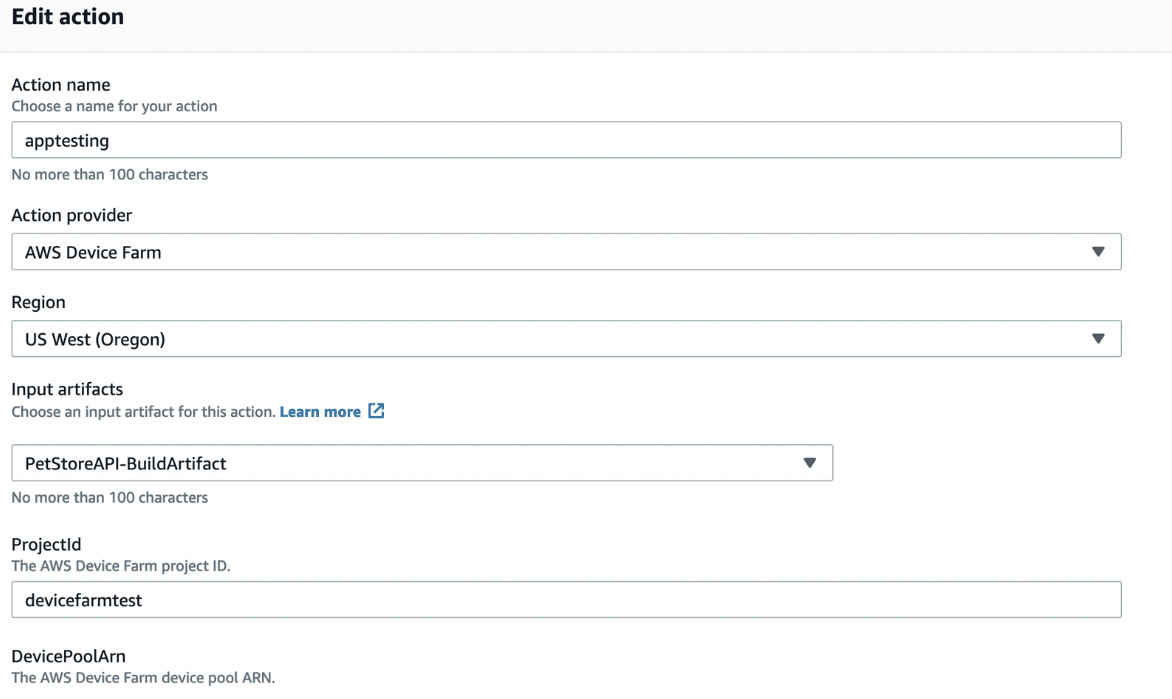 Edit action
Action name
Choose a name for your action
apptesting
No more than 100 characters
Action provider
AWS Device Farm
Region
US West (Oregon)
Input artifacts
Choose an input artifact for this action. Learn more
PetStoreAPI-BuildArtifact
No more than 100 characters
ProjectId
The AWS Device Farm project ID.
devicefarmtest
DevicePoolArn
The AWS Device Farm device pool ARN.